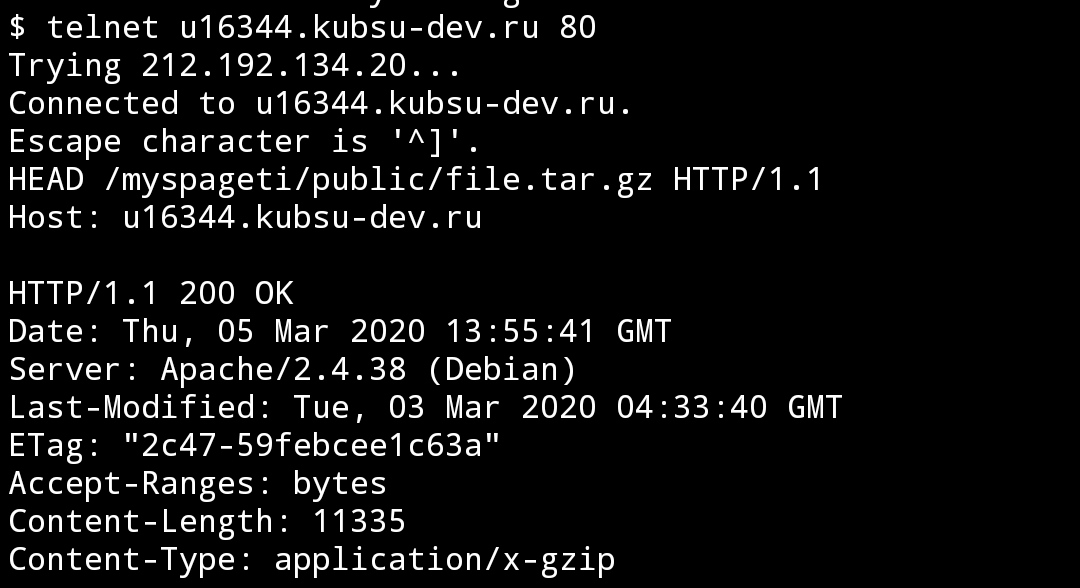 $ telnet u16344.kubsu-dev.ru 80
Trying 212.192.134.20...
Connected to u16344.kubsu-dev.ru.
Escape character is '^]'.
HEAD /myspageti/public/file.tar.gz HTTP/1.1
Host: u16344.kubsu-dev.ru
HTTP/1.1 200 OK
Date: Thu, 05 Mar 2020 13:55:41 GMT
Server: Apache/2.4.38 (Debian)
Last-Modified: Tue, 03 Mar 2020 04:33:40 GMT
ETag: "2c47-59febcee1c63a"
Accept-Ranges: bytes
Content-Length: 11335
Content-Type: application/x-gzip